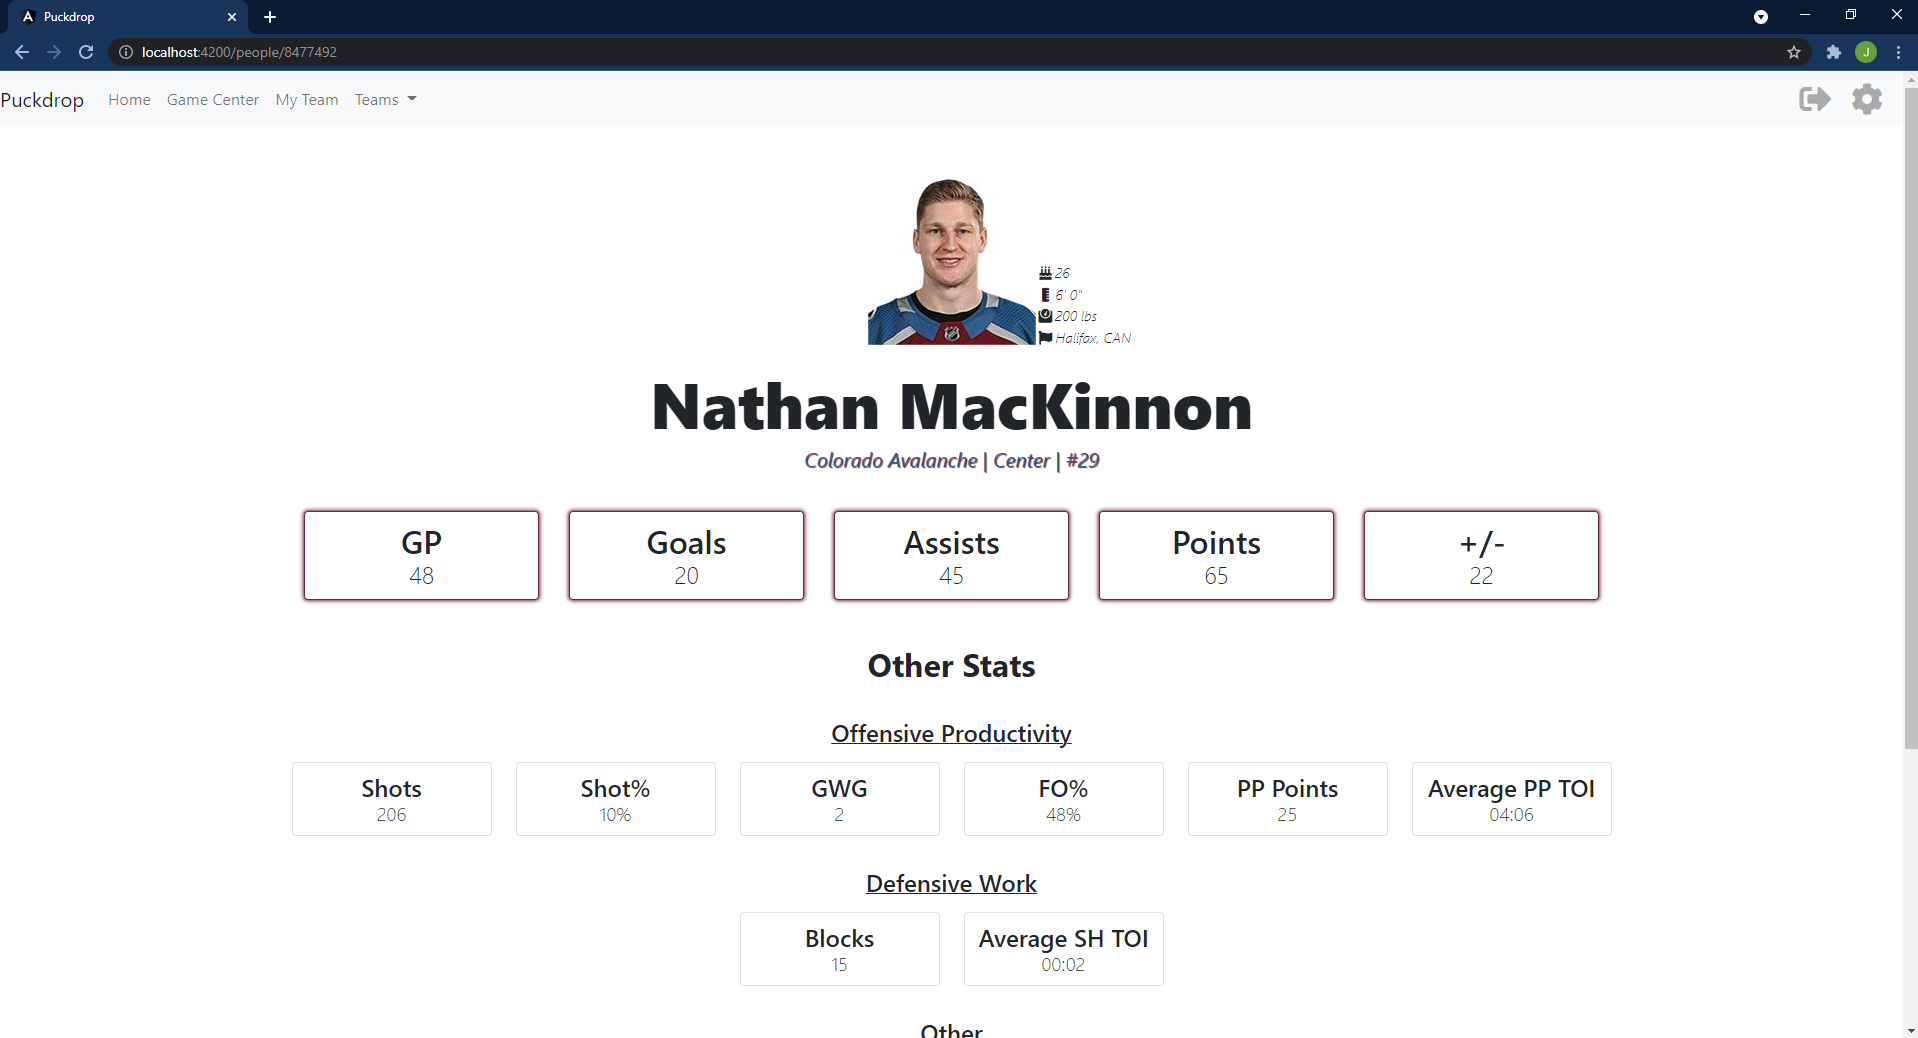 Puckdrop
localhost:4200/people/8477492
J
Puckdrop Home Game Center My Team Teams
26
6' 0"
200 lbs
Halifax, CAN
Nathan MacKinnon
Colorado Avalanche | Center | #29
GP Goals Assists Points +/-
48 20 45 65 22
Other Stats
Offensive Productivity
Shots Shot% GWG FO% PP Points Average PP TOI
206 10% 2 48% 25 04:06
Defensive Work
Blocks Average SH TOI
15 00:02
Other